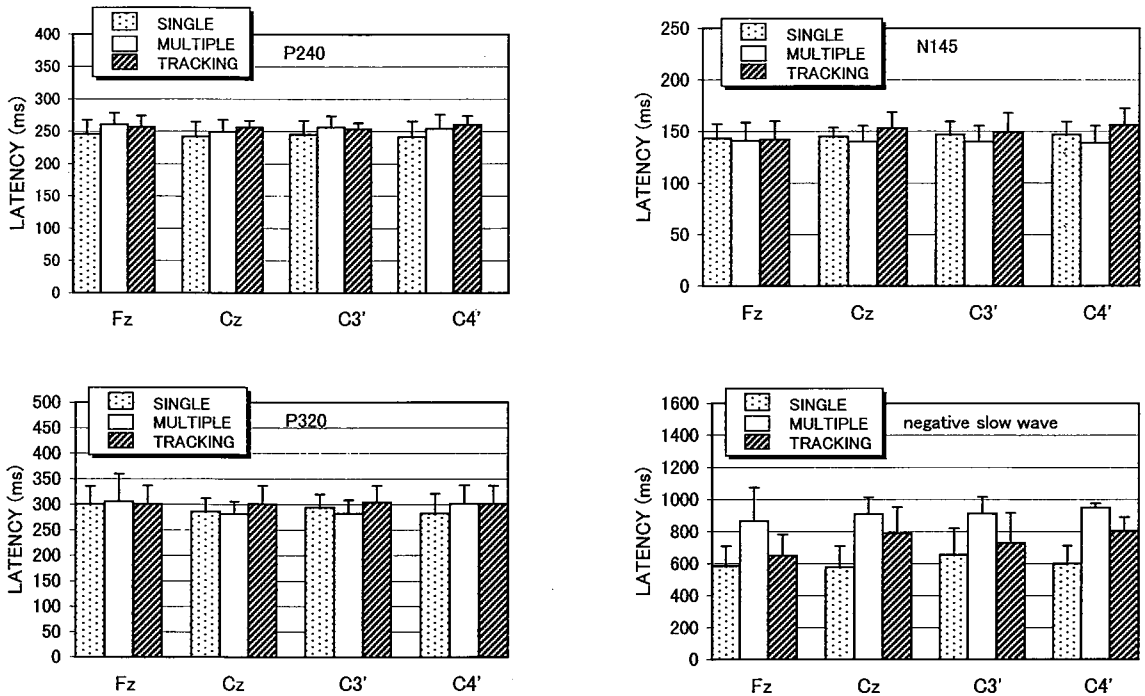 SINGLE
MULTIPLE
TRACKING
P240
LATENCY (ms)
400
350
300
250
200
150
100
50
0
Fz Cz C3' C4'
SINGLE
MULTIPLE
TRACKING
N145
LATENCY (ms)
250
200
150
100
50
0
Fz Cz C3' C4'
SINGLE
MULTIPLE
TRACKING
P320
LATENCY (ms)
500
450
400
350
300
250
200
150
100
50
0
Fz Cz C3' C4'
SINGLE
MULTIPLE
TRACKING
negative slow wave
LATENCY (ms)
1600
1400
1200
1000
800
600
400
200
0
Fz Cz C3' C4'